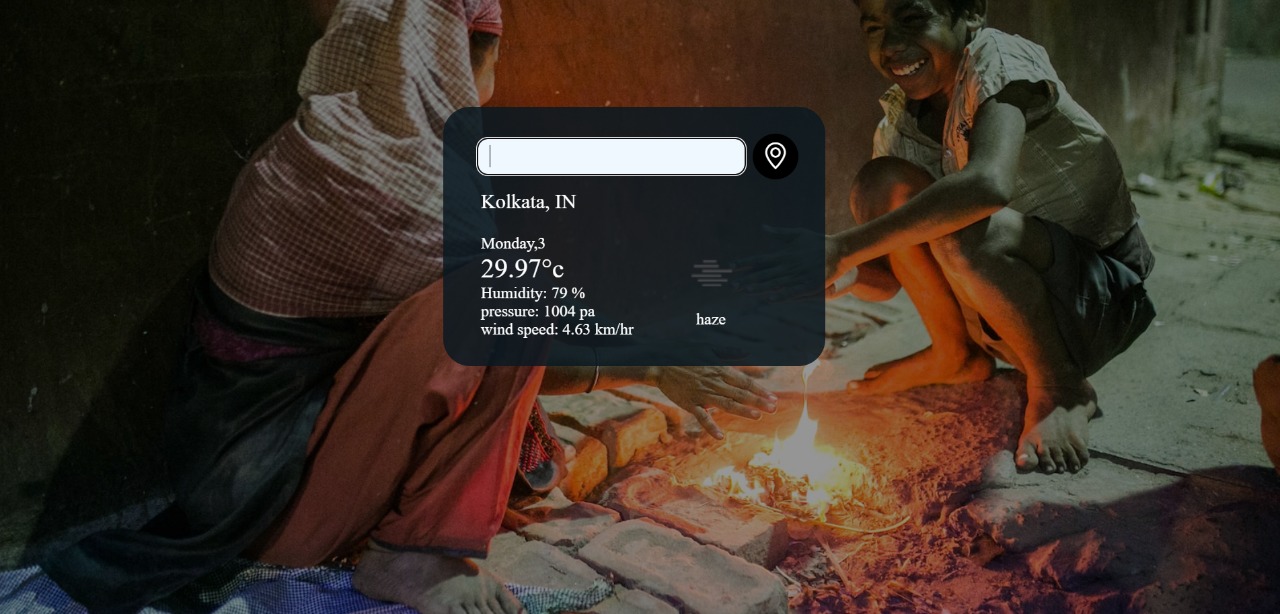 Kolkata, IN
Monday,3
29.97°c
Humidity: 79 %
pressure: 1004 pa
wind speed: 4.63 km/hr
haze